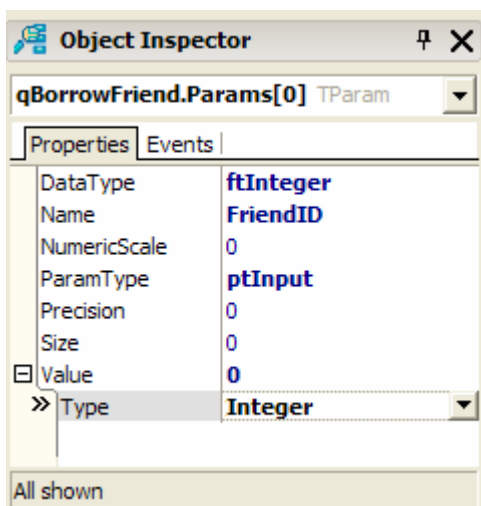 Object Inspector
qBorrowFriend.Params[0] TParam
Properties Events
DataType ftInteger
Name FriendID
NumericScale 0
ParamType ptInput
Precision 0
Size 0
Value 0
Type Integer
All shown